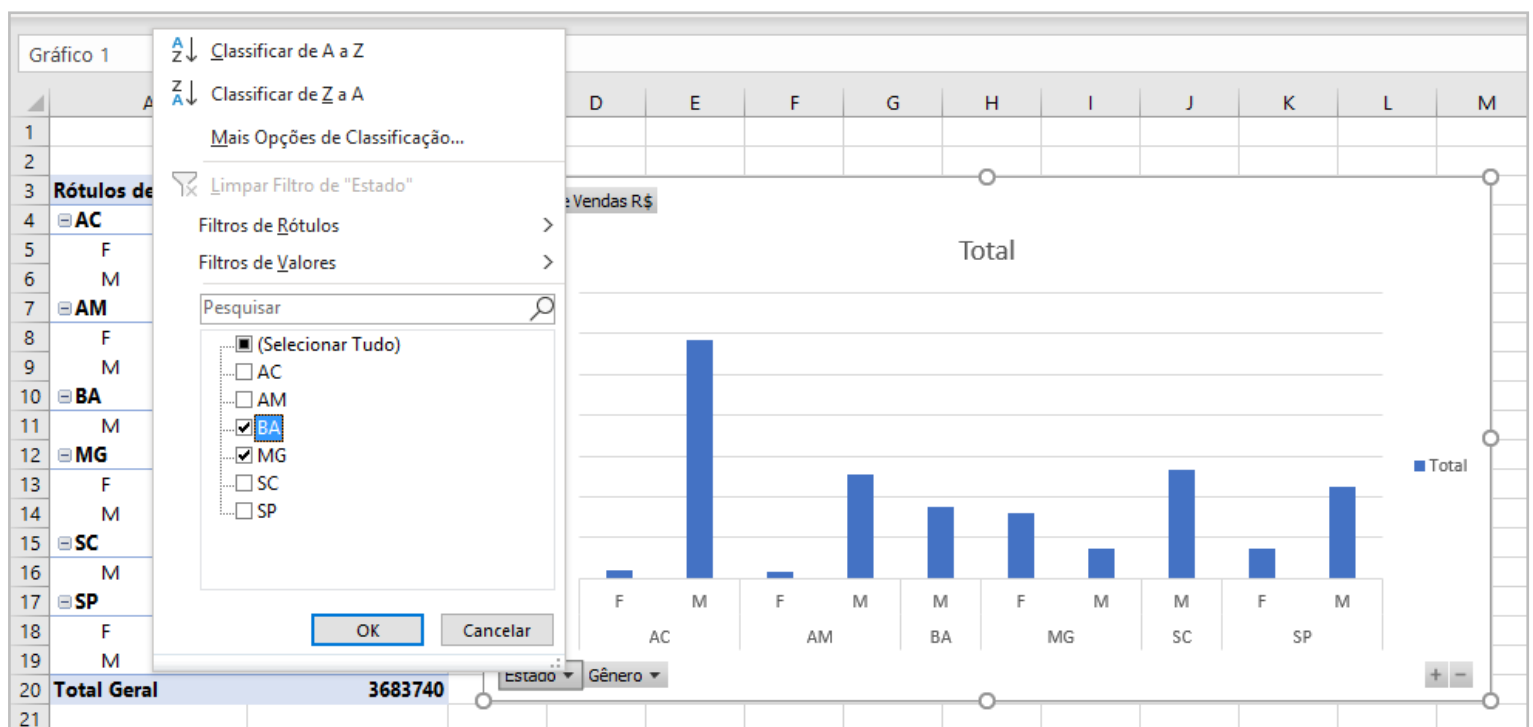 Gráfico 1
Classificar de A a Z
Classificar de Z a A
Mais Opções de Classificação...
Limpar Filtro de "Estado"
Filtros de Rótulos
Filtros de Valores
Pesquisar
(Selecionar Tudo)
AC
AM
BA
MG
SC
SP
OK Cancelar
A D E F G H I J K L M
1
2
3 Rótulos de
4 AC
5 F
6 M
7 AM
8 F
9 M
10 BA
11 M
12 MG
13 F
14 M
15 SC
16 M
17 SP
18 F
19 M
20 Total Geral 3683740
21
e Vendas R$
Total
Total
F M F M M F M M F M
AC AM BA MG SC SP
Estado Gênero + −